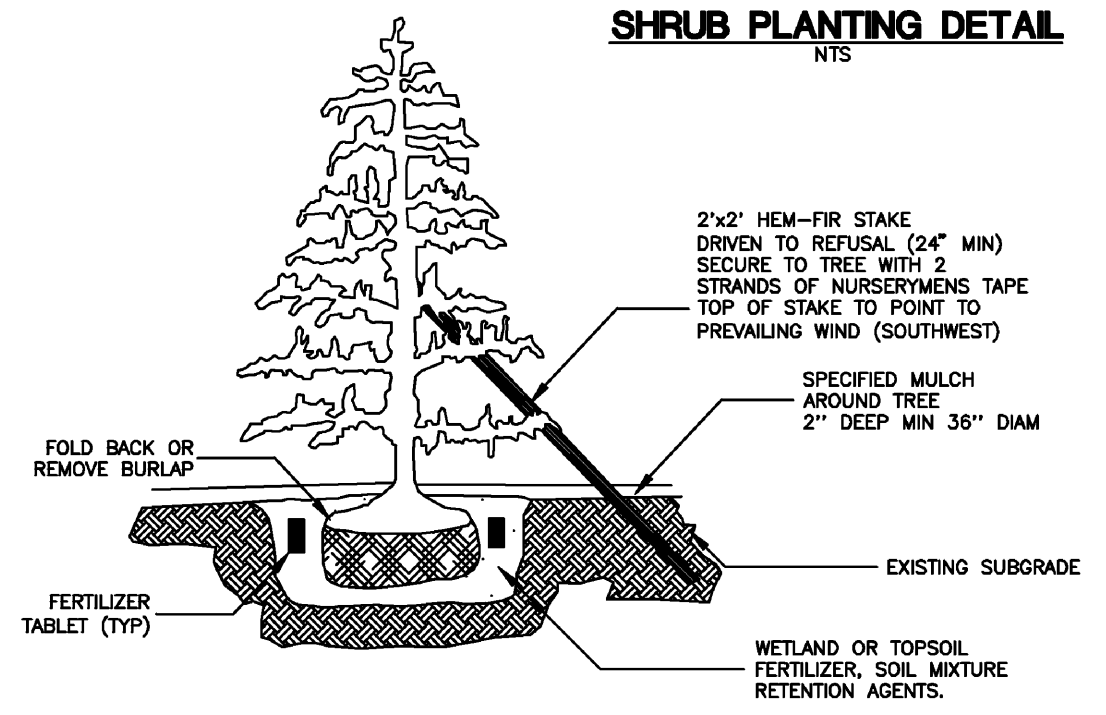 SHRUB PLANTING DETAIL
NTS
2'x2' HEM-FIR STAKE
DRIVEN TO REFUSAL (24" MIN)
SECURE TO TREE WITH 2
STRANDS OF NURSERYMENS TAPE
TOP OF STAKE TO POINT TO
PREVAILING WIND (SOUTHWEST)
SPECIFIED MULCH
AROUND TREE
2" DEEP MIN 36" DIAM
FOLD BACK OR
REMOVE BURLAP
EXISTING SUBGRADE
FERTILIZER
TABLET (TYP)
WETLAND OR TOPSOIL
FERTILIZER, SOIL MIXTURE
RETENTION AGENTS.